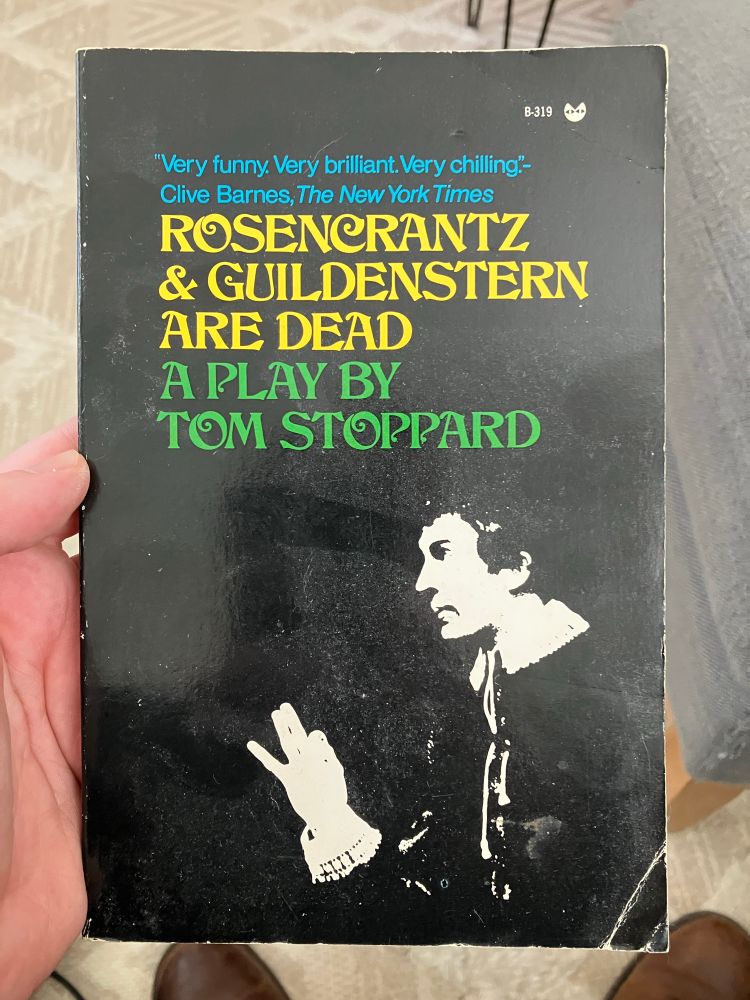 B-319
"Very funny. Very brilliant. Very chilling."-
Clive Barnes, The New York Times
ROSENCRANTZ
& GUILDENSTERN
ARE DEAD
A PLAY BY
TOM STOPPARD